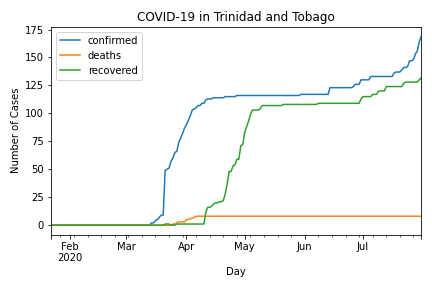 COVID-19 in Trinidad and Tobago
confirmed
deaths
recovered
Number of Cases
175
150
125
100
75
50
25
0
Feb Mar Apr May Jun Jul
2020
Day